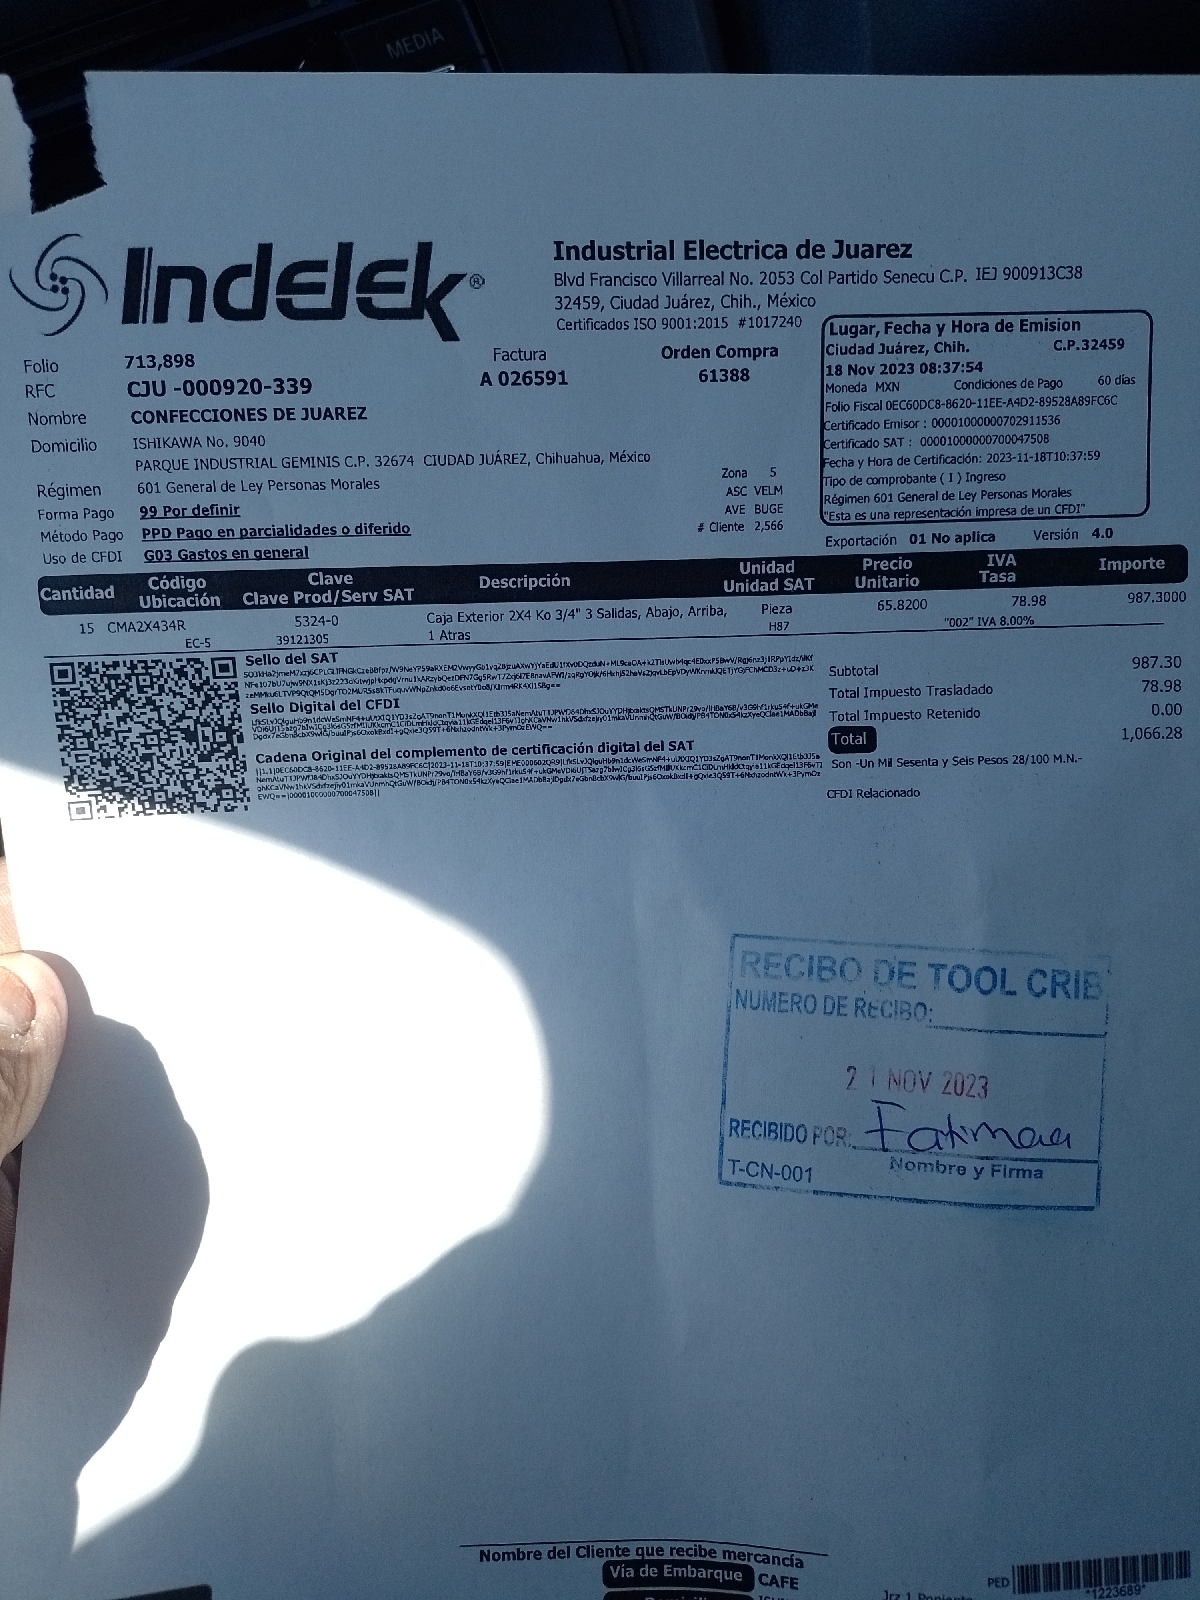 MEDIA
Indelek®
Industrial Electrica de Juarez
Blvd Francisco Villarreal No. 2053 Col Partido Senecu C.P. IEJ 900913C38
32459, Ciudad Juárez, Chih., México
Certificados ISO 9001:2015 #1017240
Folio 713,898
RFC CJU -000920-339
Nombre CONFECCIONES DE JUAREZ
Domicilio ISHIKAWA No. 9040
PARQUE INDUSTRIAL GEMINIS C.P. 32674 CIUDAD JUÁREZ, Chihuahua, México
Régimen 601 General de Ley Personas Morales
Forma Pago 99 Por definir
Método Pago PPD Pago en parcialidades o diferido
Uso de CFDI G03 Gastos en general
Factura
A 026591
Orden Compra
61388
Zona 5
ASC VELM
AVE BUGE
# Cliente 2,566
Lugar, Fecha y Hora de Emision
Ciudad Juárez, Chih. C.P.32459
18 Nov 2023 08:37:54
Moneda MXN Condiciones de Pago 60 días
Folio Fiscal 0EC60DC8-8620-11EE-A4D2-89528A89FC6C
Certificado Emisor : 00001000000702911536
Certificado SAT : 00001000000700047508
Fecha y Hora de Certificación: 2023-11-18T10:37:59
Tipo de comprobante ( I ) Ingreso
Régimen 601 General de Ley Personas Morales
"Esta es una representación impresa de un CFDI"
Exportación 01 No aplica Versión 4.0
Cantidad Código Ubicación Clave Clave Prod/Serv SAT Descripción Unidad Unidad SAT Precio Unitario IVA Tasa Importe
15 CMA2X434R 5324-0 Caja Exterior 2X4 Ko 3/4" 3 Salidas, Abajo, Arriba, Pieza 65.8200 78.98 987.3000
EC-5 39121305 1 Atras H87 "002" IVA 8.00%
Sello del SAT
Sello Digital del CFDI
Cadena Original del complemento de certificación digital del SAT
Subtotal 987.30
Total Impuesto Trasladado 78.98
Total Impuesto Retenido 0.00
Total 1,066.28
Son -Un Mil Sesenta y Seis Pesos 28/100 M.N.-
CFDI Relacionado
RECIBO DE TOOL CRIB
NUMERO DE RECIBO:
21 NOV 2023
RECIBIDO POR:
Nombre y Firma
T-CN-001
Nombre del Cliente que recibe mercancía
Vía de Embarque CAFE
PED
*1223689*